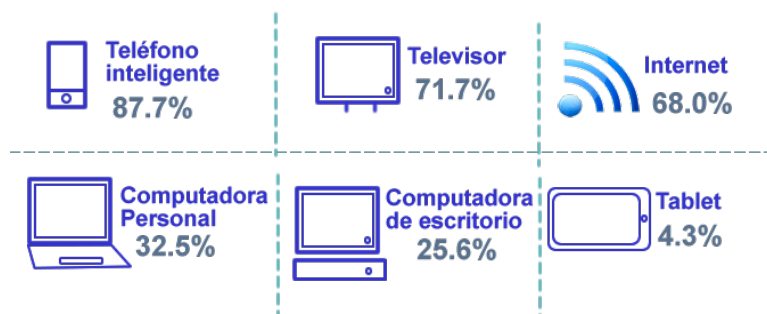 Teléfono
inteligente
87.7%
Televisor
71.7%
Internet
68.0%
Computadora
Personal
32.5%
Computadora
de escritorio
25.6%
Tablet
4.3%